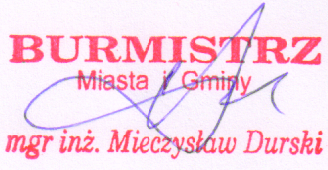 BURMISTRZ
Miasta i Gminy
mgr inż. Mieczysław Durski